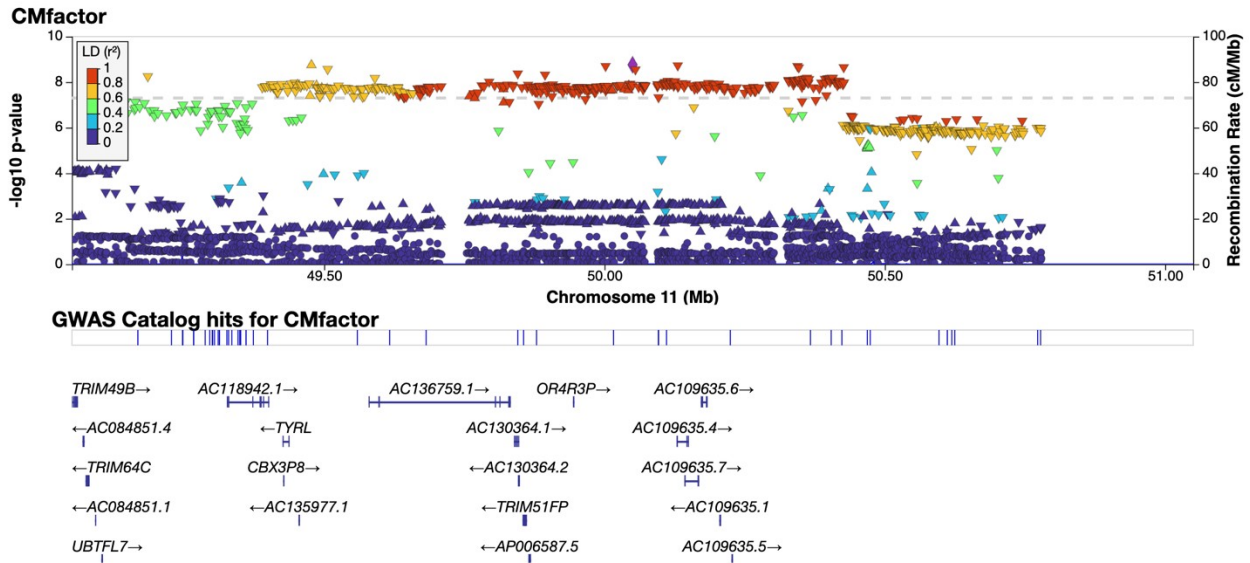 CMfactor
LD (r²)
1
0.8
0.6
0.4
0.2
0
10
8
6
4
2
0
-log10 p-value
100
80
60
40
20
0
Recombination Rate (cM/Mb)
49.50 50.00 50.50 51.00
Chromosome 11 (Mb)
GWAS Catalog hits for CMfactor
TRIM49B→ AC118942.1→ AC136759.1→ OR4R3P→ AC109635.6→
←AC084851.4 ←TYRL AC130364.1→ AC109635.4→
←TRIM64C CBX3P8→ ←AC130364.2 AC109635.7→
←AC084851.1 ←AC135977.1 ←TRIM51FP ←AC109635.1
UBTFL7→ ←AP006587.5 AC109635.5→